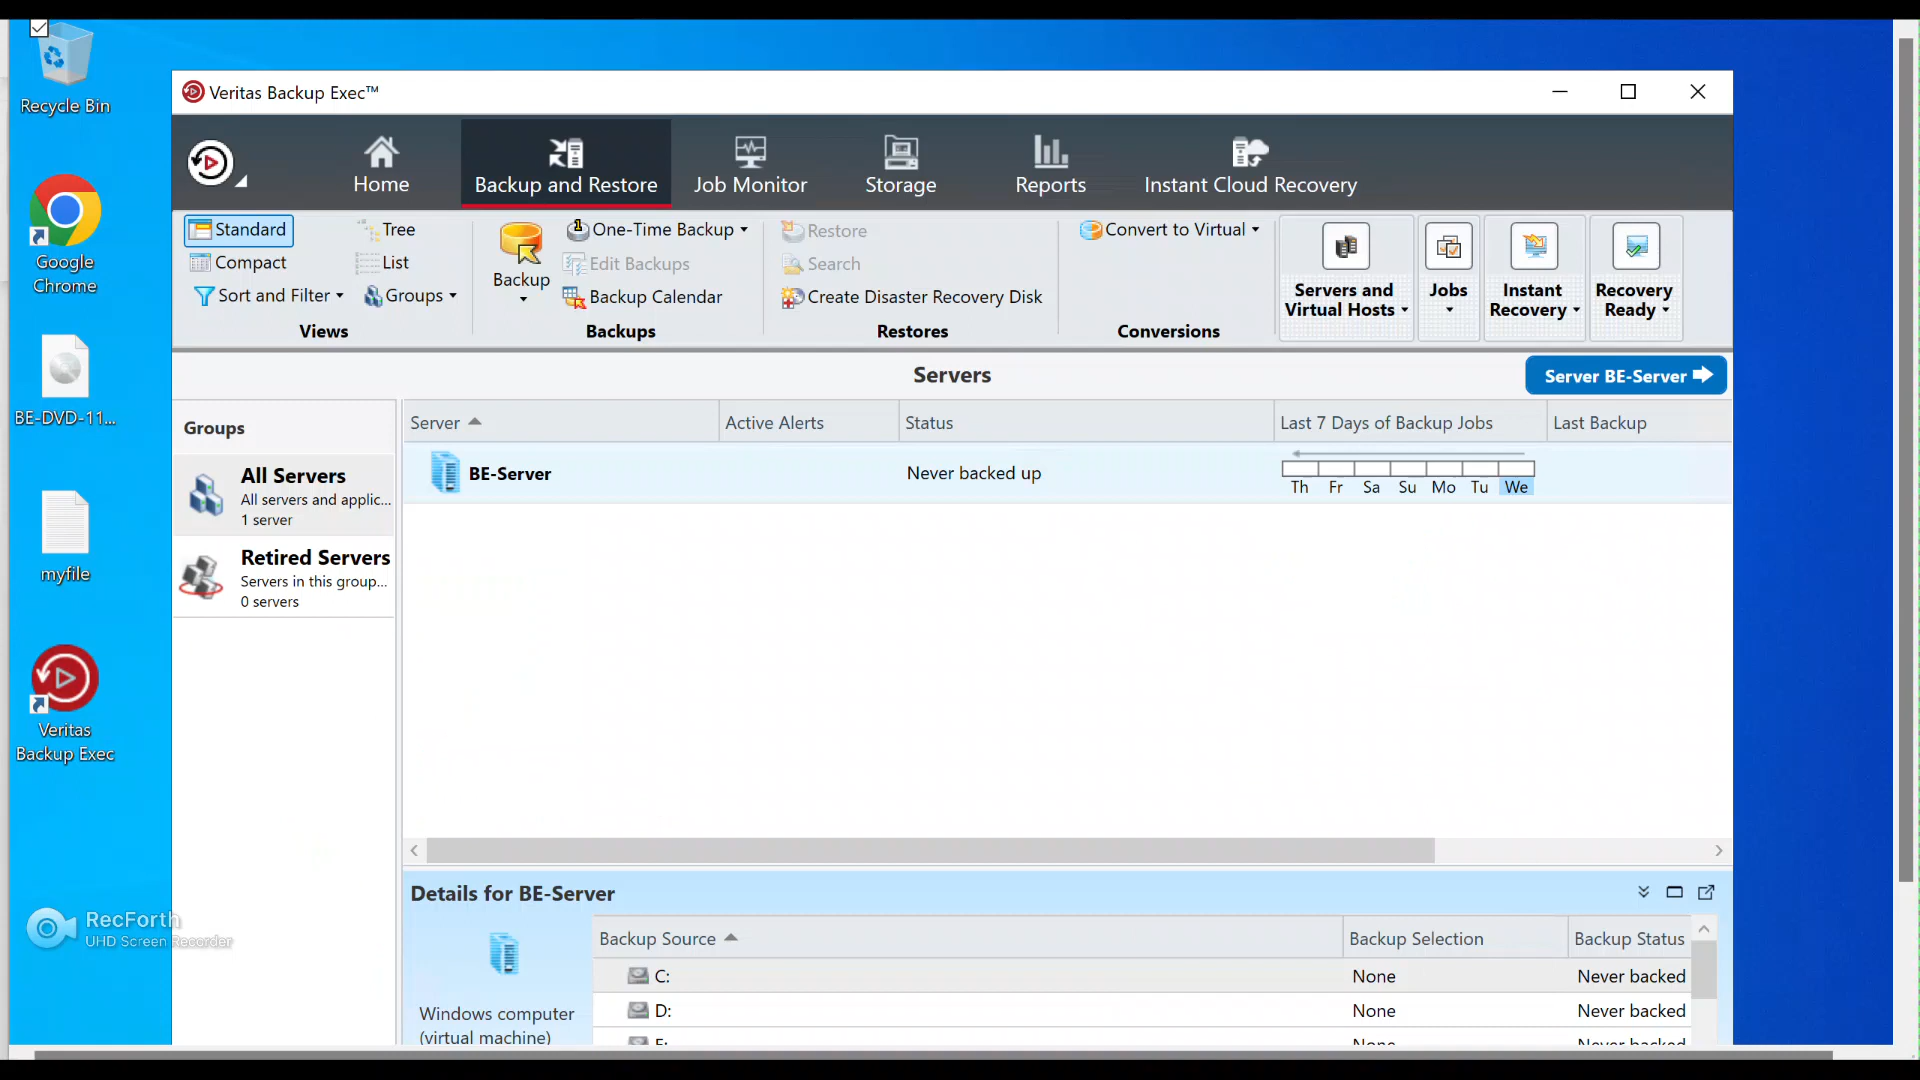 Recycle Bin
Google
Chrome
BE-DVD-11...
myfile
Veritas
Backup Exec
RecForth
UHD Screen Recorder
Veritas Backup Exec™
Home
Backup and Restore
Job Monitor
Storage
Reports
Instant Cloud Recovery
Standard
Tree
Compact
List
Sort and Filter
Groups
Views
Backup
One-Time Backup
Edit Backups
Backup Calendar
Backups
Restore
Search
Create Disaster Recovery Disk
Restores
Convert to Virtual
Conversions
Servers and
Virtual Hosts
Jobs
Instant
Recovery
Recovery
Ready
Servers
Server BE-Server
Groups
All Servers
All servers and applic...
1 server
Retired Servers
Servers in this group...
0 servers
Server
Active Alerts
Status
Last 7 Days of Backup Jobs
Last Backup
BE-Server
Never backed up
Th Fr Sa Su Mo Tu We
Details for BE-Server
Windows computer
(virtual machine)
Backup Source
Backup Selection
Backup Status
C:
None
Never backed
D:
None
Never backed
None
Never backed